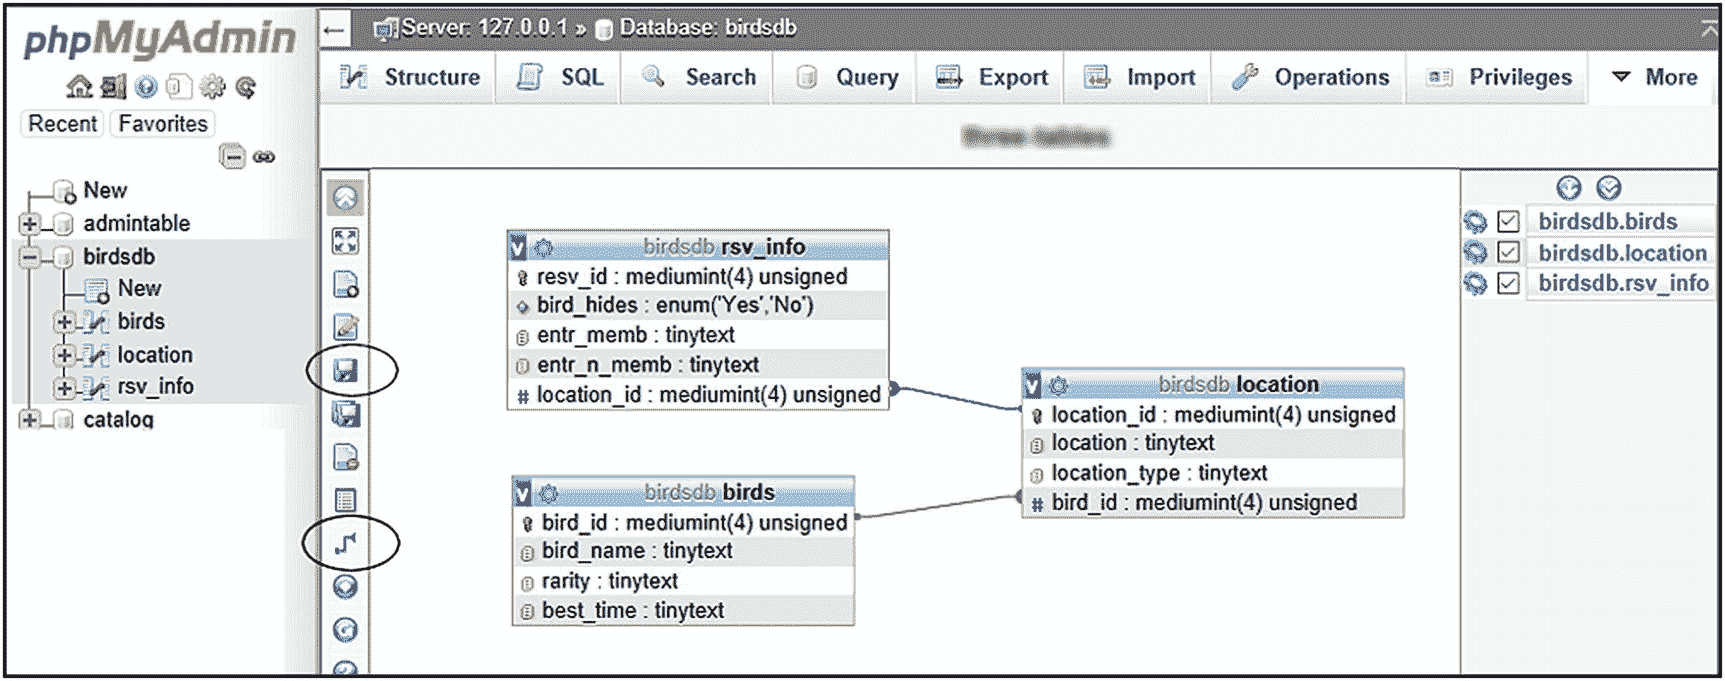 phpMyAdmin
Recent Favorites
New
admintable
birdsdb
New
birds
location
rsv_info
catalog
Server: 127.0.0.1 » Database: birdsdb
Structure SQL Search Query Export Import Operations Privileges More
birdsdb rsv_info
resv_id : mediumint(4) unsigned
bird_hides : enum('Yes','No')
entr_memb : tinytext
entr_n_memb : tinytext
location_id : mediumint(4) unsigned
birdsdb birds
bird_id : mediumint(4) unsigned
bird_name : tinytext
rarity : tinytext
best_time : tinytext
birdsdb location
location_id : mediumint(4) unsigned
location : tinytext
location_type : tinytext
bird_id : mediumint(4) unsigned
birdsdb.birds
birdsdb.location
birdsdb.rsv_info